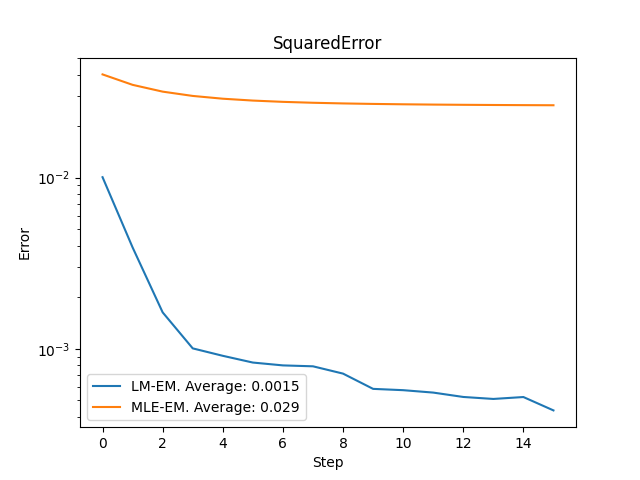 SquaredError
Error
10⁻²
10⁻³
LM-EM. Average: 0.0015
MLE-EM. Average: 0.029
0 2 4 6 8 10 12 14
Step